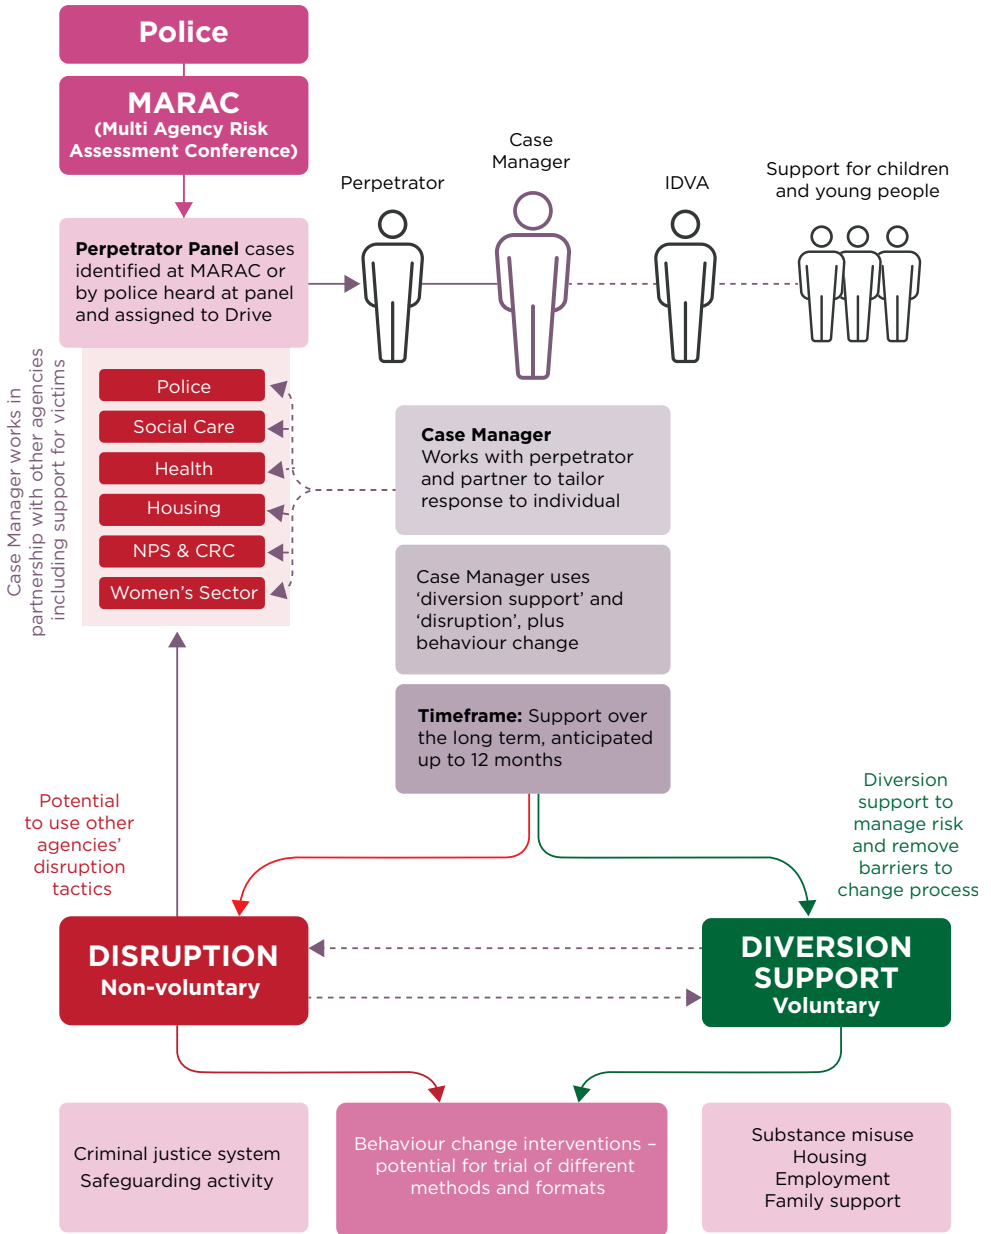 Police
MARAC
(Multi Agency Risk
Assessment Conference)
Perpetrator
Case
Manager
IDVA
Support for children
and young people
Perpetrator Panel cases
identified at MARAC or
by police heard at panel
and assigned to Drive
Case Manager works in
partnership with other agencies
including support for victims
Police
Social Care
Health
Housing
NPS & CRC
Women’s Sector
Case Manager
Works with perpetrator
and partner to tailor
response to individual
Case Manager uses
‘diversion support’ and
‘disruption’, plus
behaviour change
Timeframe: Support over
the long term, anticipated
up to 12 months
Potential
to use other
agencies’
disruption
tactics
Diversion
support to
manage risk
and remove
barriers to
change process
DISRUPTION
Non-voluntary
DIVERSION
SUPPORT
Voluntary
Criminal justice system
Safeguarding activity
Behaviour change interventions –
potential for trial of different
methods and formats
Substance misuse
Housing
Employment
Family support